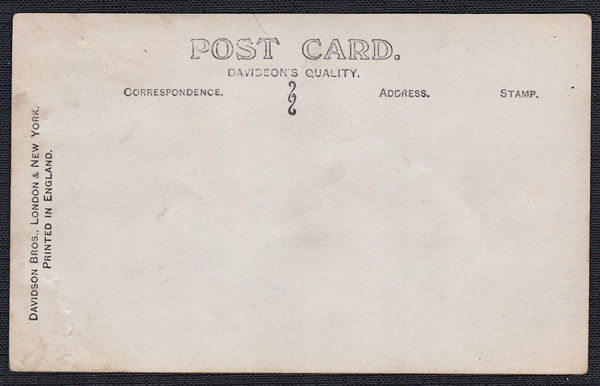 POST CARD.
DAVIDSON'S QUALITY.
CORRESPONDENCE.
ADDRESS.
STAMP.
DAVIDSON BROS., LONDON & NEW YORK.
PRINTED IN ENGLAND.